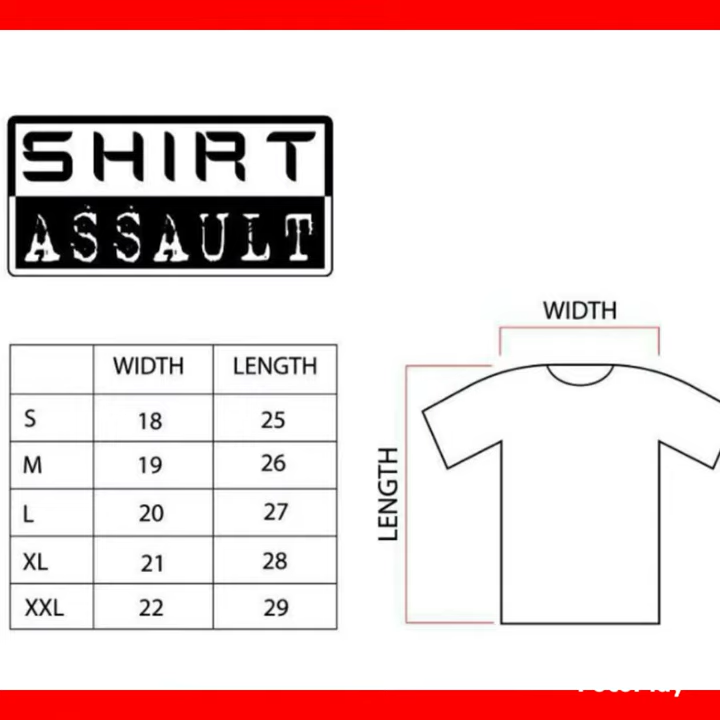 SHIRT
ASSAULT
WIDTH
WIDTH LENGTH
S 18 25
M 19 26
L 20 27
XL 21 28
XXL 22 29
LENGTH